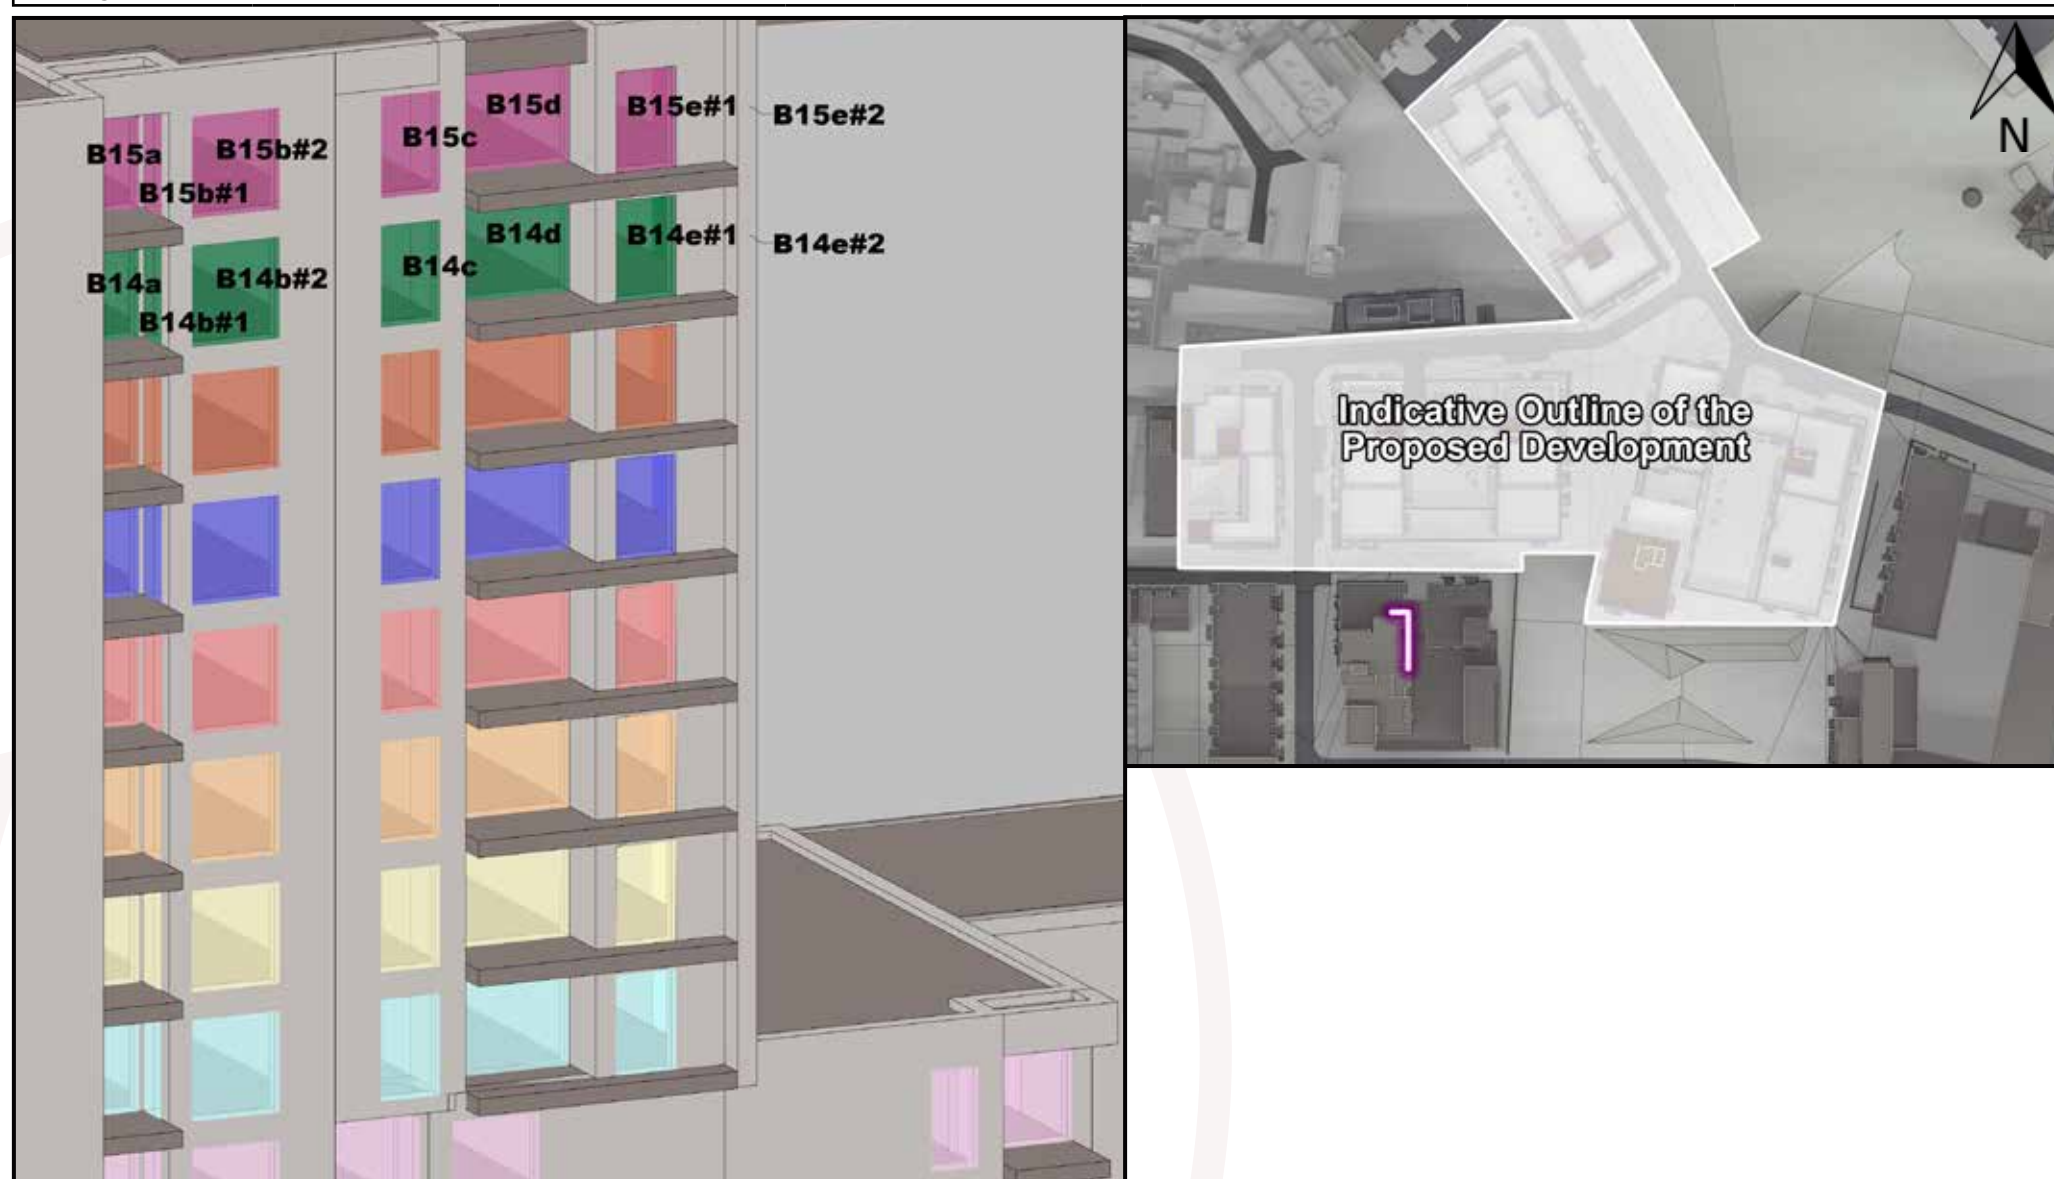 B15a
B15b#1
B15b#2
B15c
B15d
B15e#1
B15e#2
B14a
B14b#1
B14b#2
B14c
B14d
B14e#1
B14e#2
N
Indicative Outline of the
Proposed Development